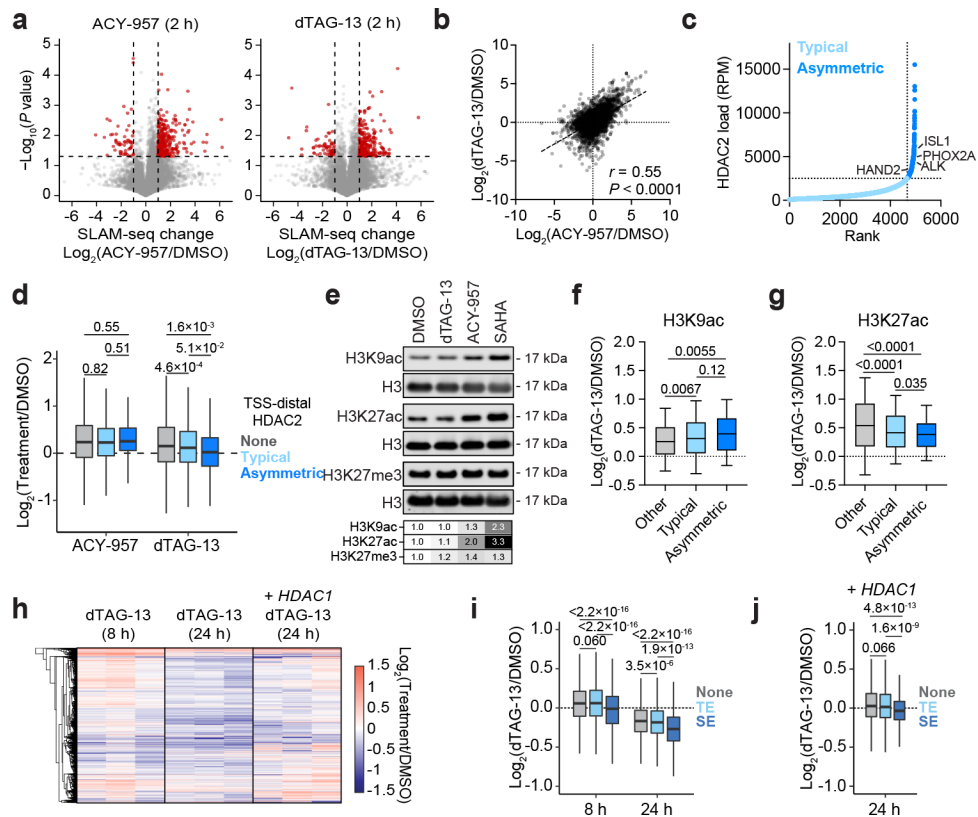 a
ACY-957 (2 h)
dTAG-13 (2 h)
−Log10(P value)
5
4
3
2
1
0
−6 −4 −2 0 2 4 6
SLAM-seq change
Log2(ACY-957/DMSO)
−6 −4 −2 0 2 4 6
SLAM-seq change
Log2(dTAG-13/DMSO)
b
Log2(dTAG-13/DMSO)
10
5
0
-5
-10
r = 0.55
P < 0.0001
-10 -5 0 5 10
Log2(ACY-957/DMSO)
c
Typical
Asymmetric
HDAC2 load (RPM)
15000
10000
5000
0
ISL1
PHOX2A
ALK
HAND2
0 2000 4000 6000
Rank
d
Log2(Treatment/DMSO)
2
1
0
-1
0.55
0.51
0.82
1.6×10-3
5.1×10-2
4.6×10-4
TSS-distal
HDAC2
None
Typical
Asymmetric
ACY-957 dTAG-13
e
DMSO
dTAG-13
ACY-957
SAHA
H3K9ac - 17 kDa
H3 - 17 kDa
H3K27ac - 17 kDa
H3 - 17 kDa
H3K27me3 - 17 kDa
H3 - 17 kDa
H3K9ac 1.0 1.0 1.3 2.3
H3K27ac 1.0 1.1 2.0 3.3
H3K27me3 1.0 1.2 1.4 1.3
f
H3K9ac
Log2(dTAG-13/DMSO)
2.0
1.5
1.0
0.5
0.0
0.5
0.0055
0.12
0.0067
Other
Typical
Asymmetric
g
H3K27ac
Log2(dTAG-13/DMSO)
2.0
1.5
1.0
0.5
0.0
0.5
<0.0001
<0.0001
0.035
Other
Typical
Asymmetric
h
dTAG-13
(8 h)
dTAG-13
(24 h)
+ HDAC1
dTAG-13
(24 h)
1.5
1
0.5
0
-0.5
-1
-1.5
Log2(Treatment/DMSO)
i
Log2(dTAG-13/DMSO)
1.0
0.5
0.0
-0.5
-1.0
<2.2×10-16
<2.2×10-16
0.060
<2.2×10-16
1.9×10-13
3.5×10-6
None
TE
SE
8 h 24 h
j
+ HDAC1
Log2(dTAG-13/DMSO)
1.0
0.5
0.0
-0.5
-1.0
4.8×10-13
1.6×10-9
0.066
None
TE
SE
24 h